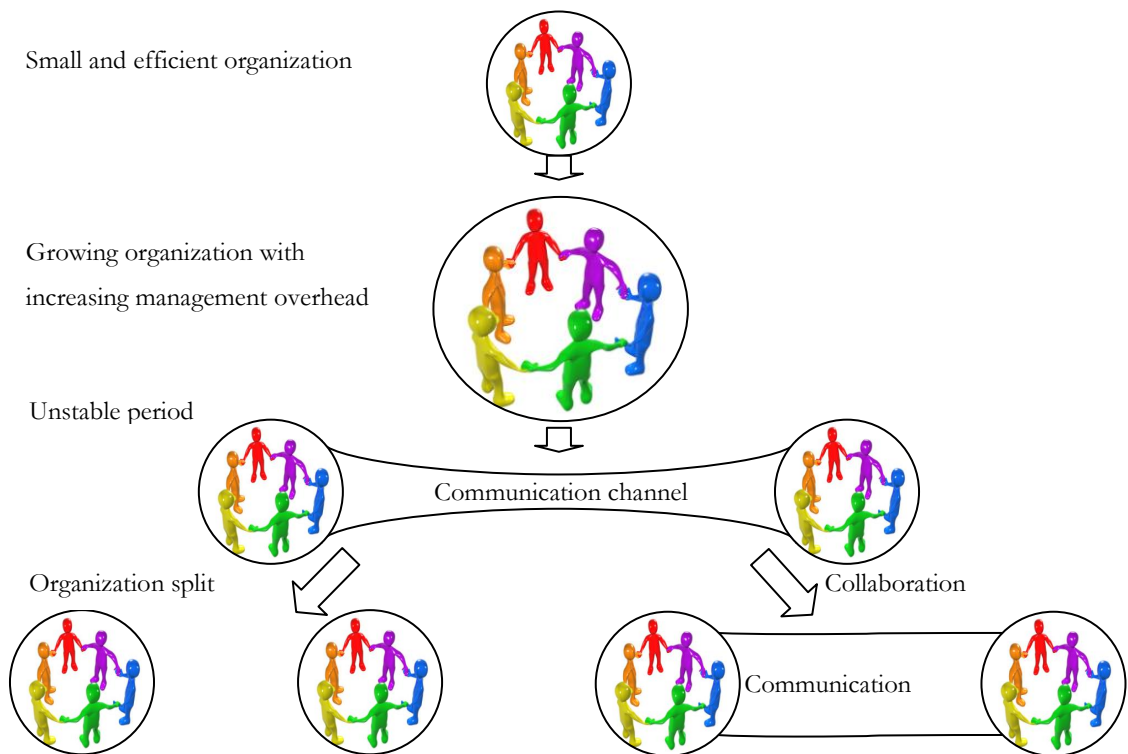 Small and efficient organization
Growing organization with
increasing management overhead
Unstable period
Communication channel
Organization split
Collaboration
Communication